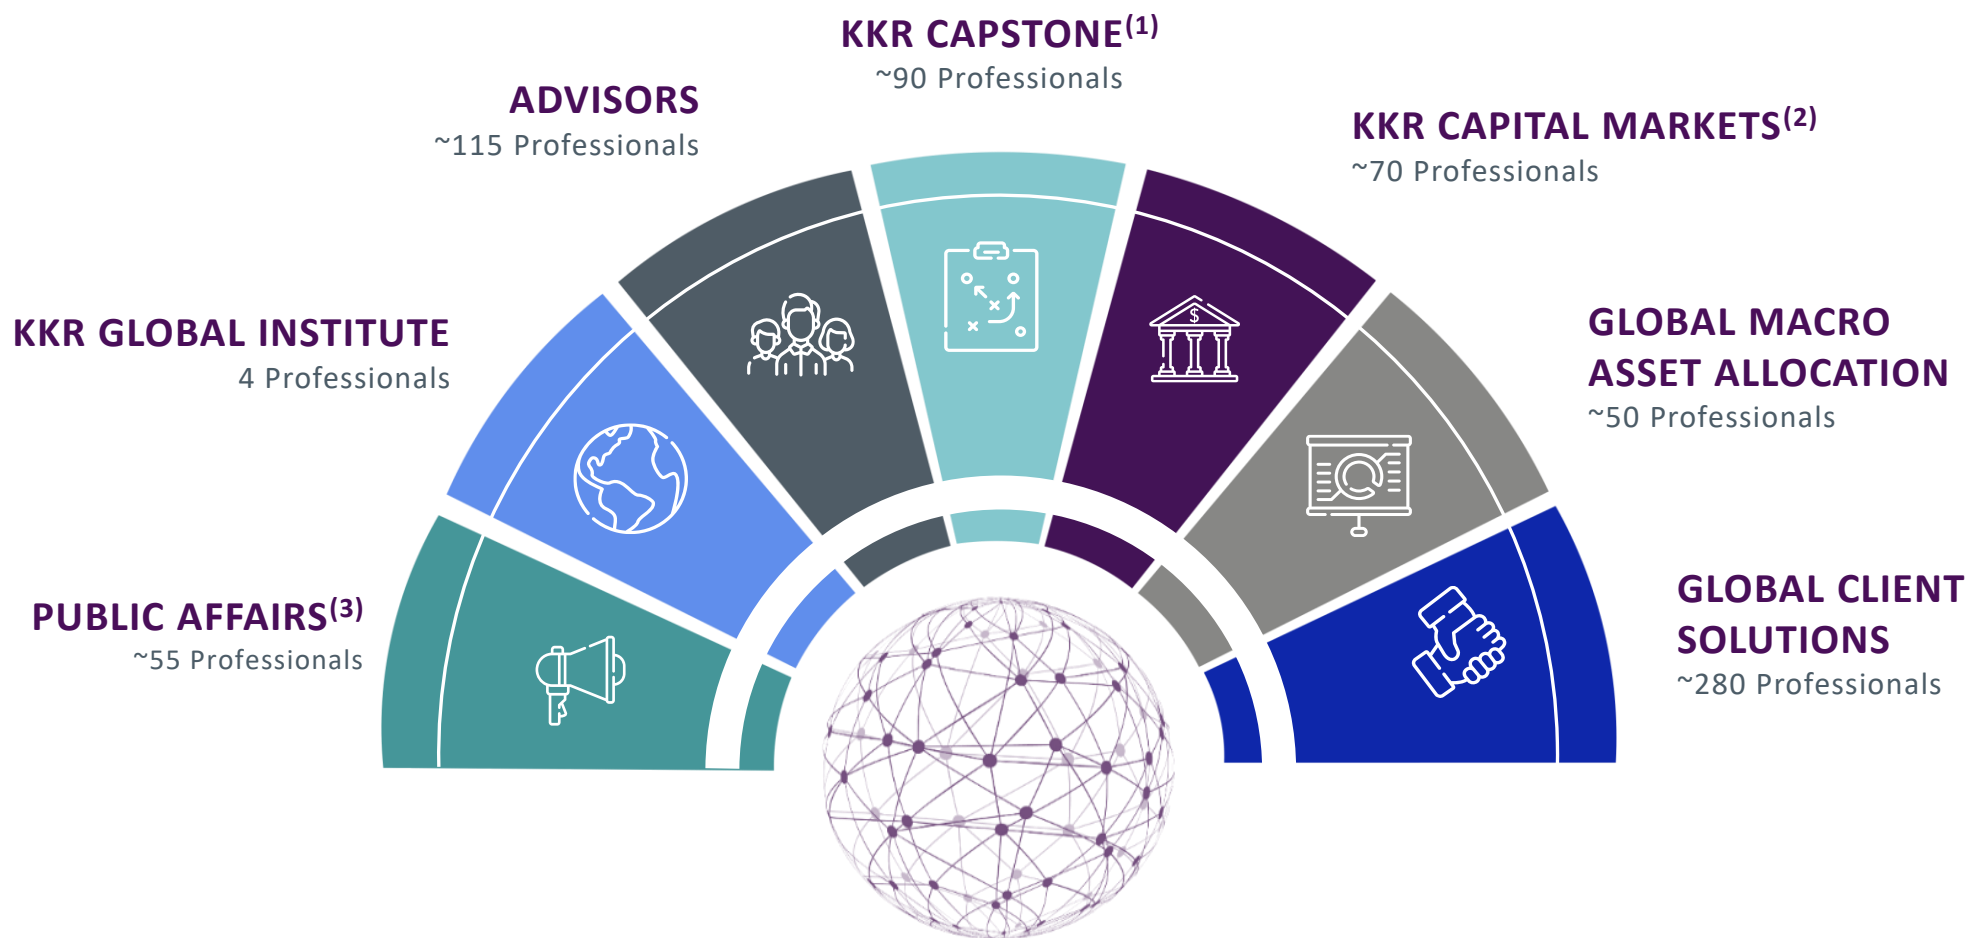 KKR CAPSTONE(1)
~90 Professionals
ADVISORS
~115 Professionals
KKR CAPITAL MARKETS(2)
~70 Professionals
KKR GLOBAL INSTITUTE
4 Professionals
$
GLOBAL MACRO
ASSET ALLOCATION
~50 Professionals
PUBLIC AFFAIRS(3)
~55 Professionals
GLOBAL CLIENT
SOLUTIONS
~280 Professionals